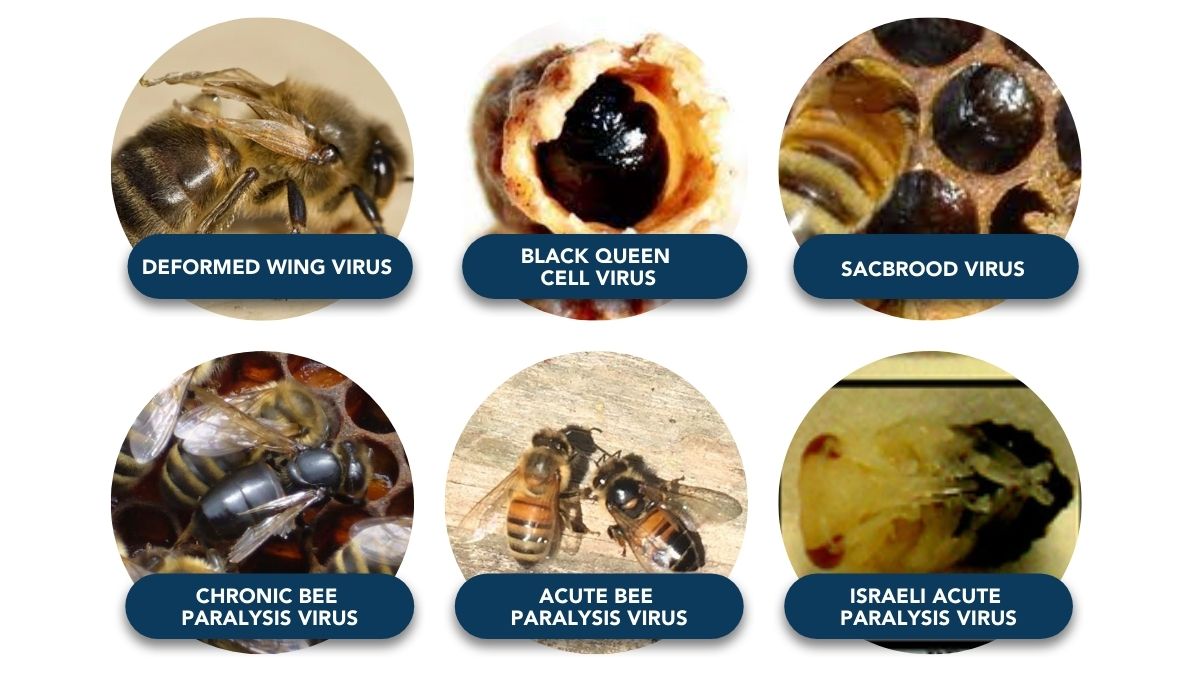 DEFORMED WING VIRUS
BLACK QUEEN
CELL VIRUS
SACBROOD VIRUS
CHRONIC BEE
PARALYSIS VIRUS
ACUTE BEE
PARALYSIS VIRUS
ISRAELI ACUTE
PARALYSIS VIRUS